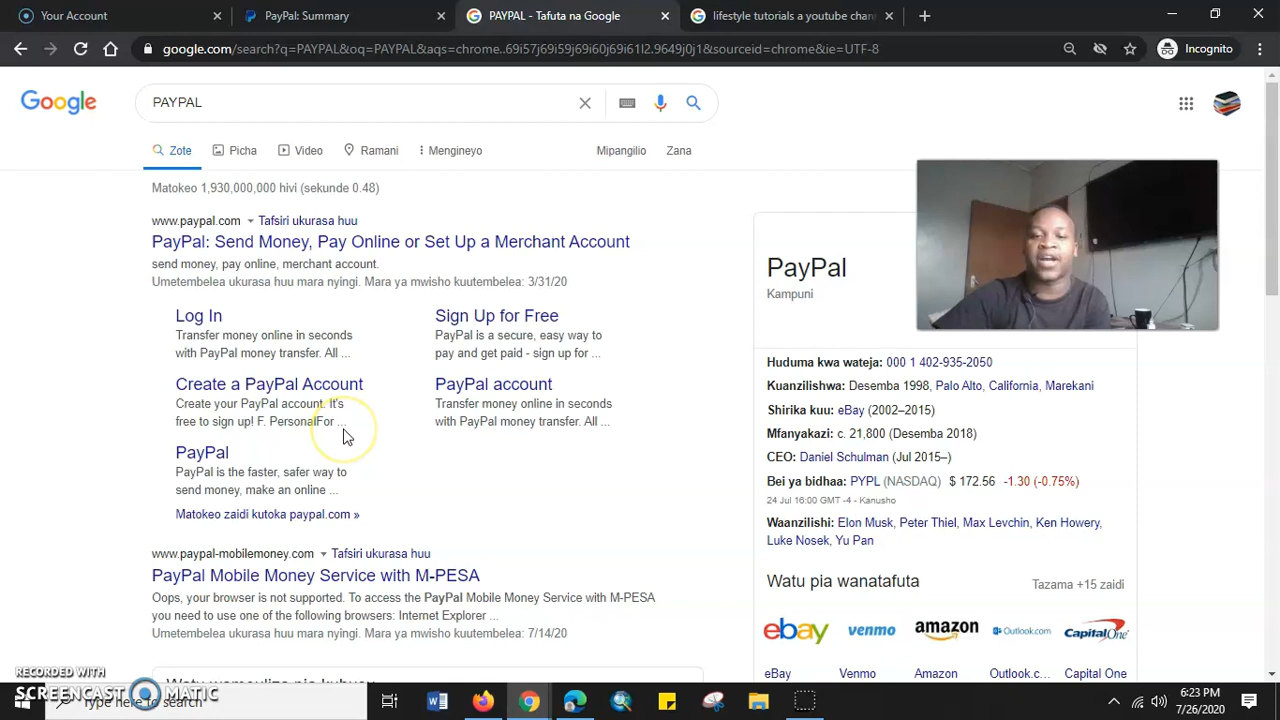 Your Account
PayPal: Summary
PAYPAL - Tafuta na Google
lifestyle tutorials a youtube chan
google.com/search?q=PAYPAL&oq=PAYPAL&aqs=chrome..69i57j69i59j69i60j69i61l2.9649j0j1&sourceid=chrome&ie=UTF-8
Incognito
Google
PAYPAL
Zote
Picha
Video
Ramani
Mengineyo
Mipangilio
Zana
Matokeo 1,930,000,000 hivi (sekunde 0.48)
www.paypal.com Tafsiri ukurasa huu
PayPal: Send Money, Pay Online or Set Up a Merchant Account
send money, pay online, merchant account.
Umetembelea ukurasa huu mara nyingi. Mara ya mwisho kuutembelea: 3/31/20
Log In
Transfer money online in seconds
with PayPal money transfer. All ...
Sign Up for Free
PayPal is a secure, easy way to
pay and get paid - sign up for ...
Create a PayPal Account
Create your PayPal account. It's
free to sign up! F. PersonalFor ...
PayPal account
Transfer money online in seconds
with PayPal money transfer. All ...
PayPal
PayPal is the faster, safer way to
send money, make an online ...
Matokeo zaidi kutoka paypal.com »
www.paypal-mobilemoney.com Tafsiri ukurasa huu
PayPal Mobile Money Service with M-PESA
Oops, your browser is not supported. To access the PayPal Mobile Money Service with M-PESA
you need to use one of the following browsers: Internet Explorer ...
Umetembelea ukurasa huu mara nyingi. Mara ya mwisho kuutembelea: 7/14/20
PayPal
Kampuni
Huduma kwa wateja: 000 1 402-935-2050
Kuanzilishwa: Desemba 1998, Palo Alto, California, Marekani
Shirika kuu: eBay (2002–2015)
Mfanyakazi: c. 21,800 (Desemba 2018)
CEO: Daniel Schulman (Jul 2015–)
Bei ya bidhaa: PYPL (NASDAQ) $ 172.56 -1.30 (-0.75%)
24 Jul 16:00 GMT -4 - Kanusho
Waanzilishi: Elon Musk, Peter Thiel, Max Levchin, Ken Howery,
Luke Nosek, Yu Pan
Watu pia wanatafuta
Tazama +15 zaidi
ebay
venmo
amazon
Outlook.com
CapitalOne
eBay
Venmo
Amazon
Outlook.c...
Capital One
RECORDED WITH
SCREENCAST MATIC
Type here to search
6:23 PM
7/26/2020